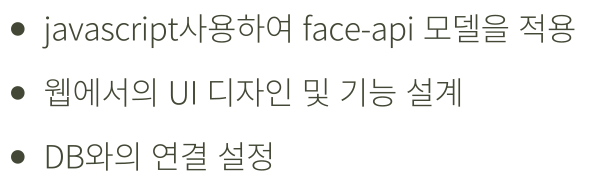 • javascript사용하여 face-api 모델을 적용
• 웹에서의 UI 디자인 및 기능 설계
• DB와의 연결 설정